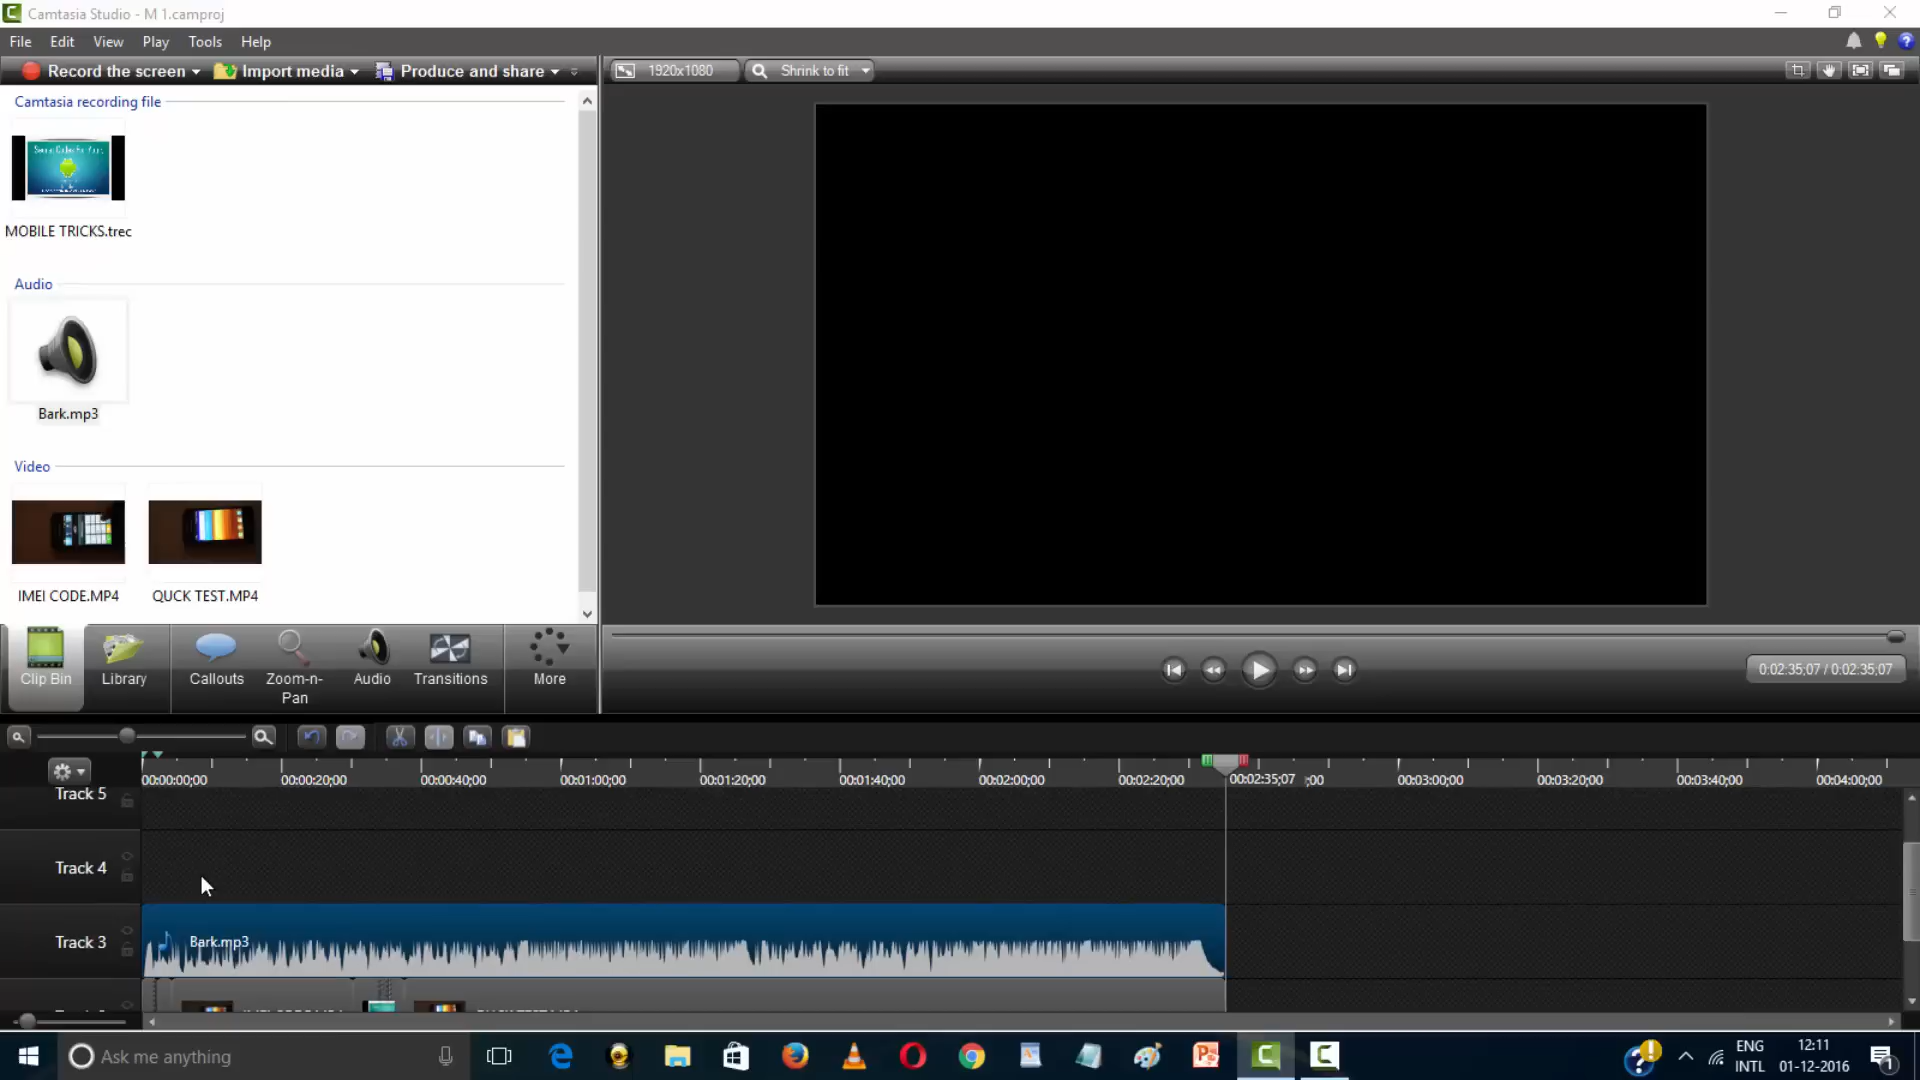 Camtasia Studio - M 1.camproj
File Edit View Play Tools Help
Record the screen Import media Produce and share
1920x1080 Shrink to fit
Camtasia recording file
MOBILE TRICKS.trec
Audio
Bark.mp3
Video
IMEI CODE.MP4 QUCK TEST.MP4
Clip Bin Library Callouts Zoom-n-Pan Audio Transitions More
0:02:35;07 / 0:02:35;07
00:00:00;00 00:00:20;00 00:00:40;00 00:01:00;00 00:01:20;00 00:01:40;00 00:02:00;00 00:02:20;00 00:02:35;07 ;00 00:03:00;00 00:03:20;00 00:03:40;00 00:04:00;00
Track 5
Track 4
Track 3
Bark.mp3
Ask me anything
ENG
INTL
12:11
01-12-2016
1